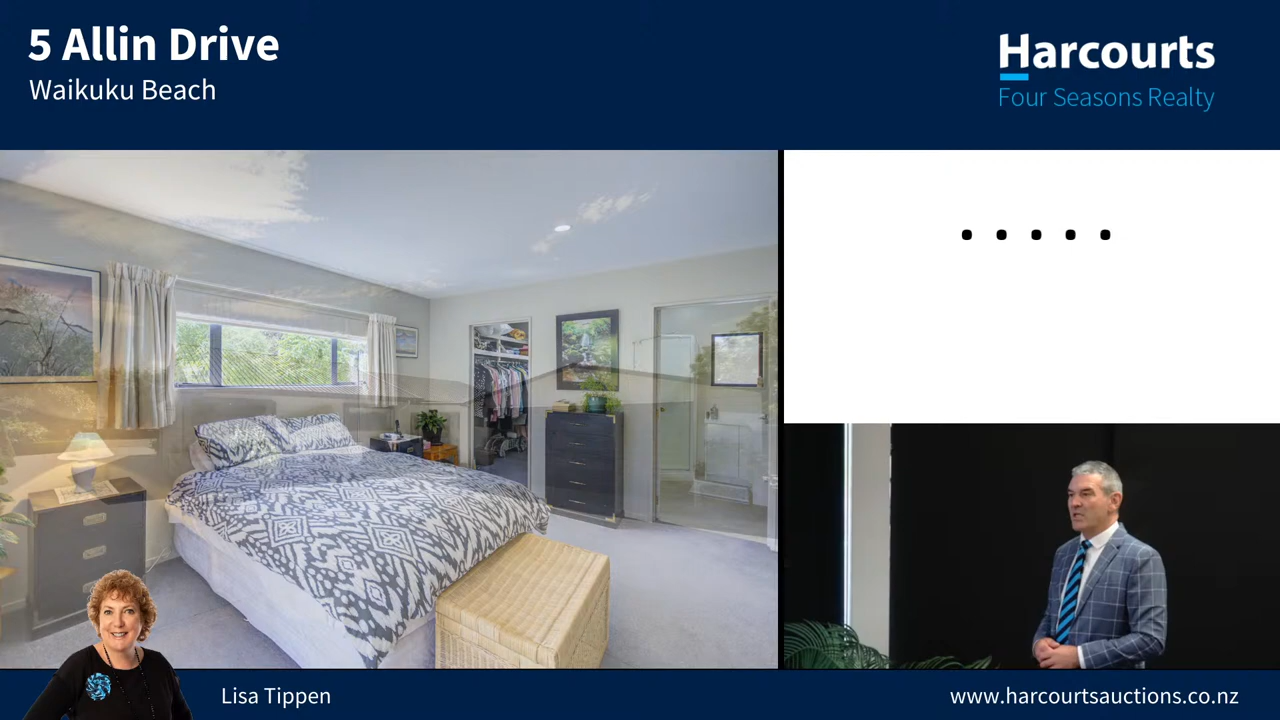 5 Allin Drive
Waikuku Beach
Harcourts
Four Seasons Realty
. . . . .
Lisa Tippen
www.harcourtsauctions.co.nz